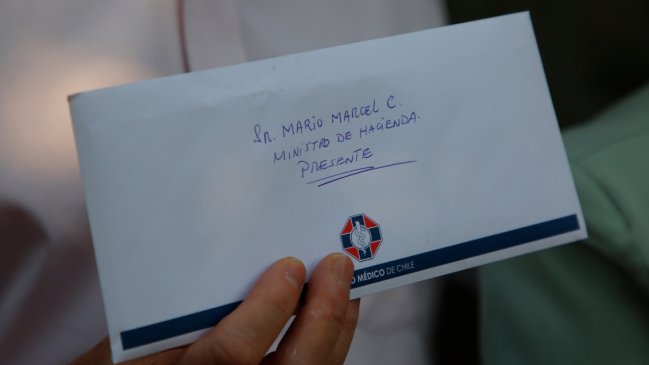 Sr. MARIO MARCEL C.
MINISTRO DE HACIENDA.
PRESENTE
MÉDICO DE CHILE